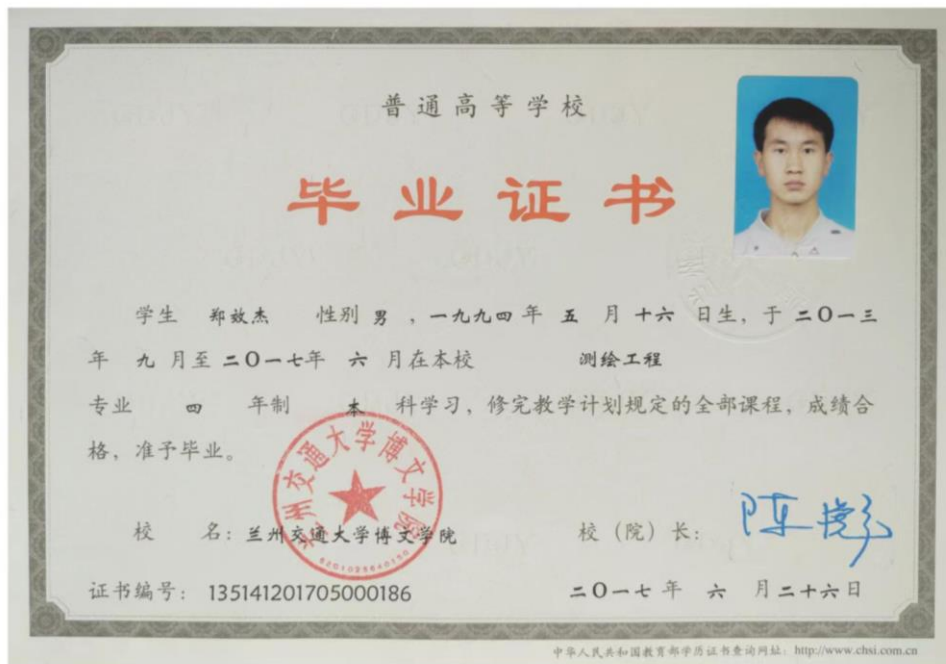 普通高等学校
毕业证书
学生 郑效杰 性别 男 ，一九九四 年 五 月 十六 日生，于 二〇一三
年 九 月至 二〇一七年 六 月在本校 测绘工程
专业 四 年制 本 科学习，修完教学计划规定的全部课程，成绩合
格，准予毕业。
兰州交通大学博文学院
校 名：兰州交通大学博文学院 校（院）长：
证书编号： 135141201705000186 二〇一七 年 六 月二十六日
中华人民共和国教育部学历证书查询网址：http://www.chsi.com.cn